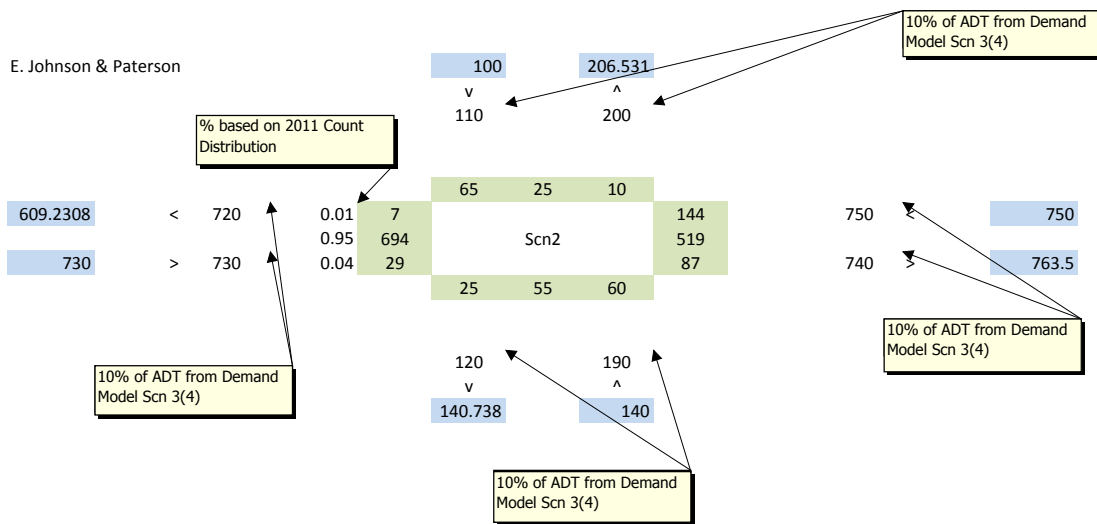 10% of ADT from Demand
Model Scn 3(4)
E. Johnson & Paterson
100 206.531
v ^
110 200
% based on 2011 Count
Distribution
65 25 10
609.2308 < 720 0.01 7 144 750 < 750
0.95 694 Scn2 519
730 > 730 0.04 29 87 740 > 763.5
25 55 60
10% of ADT from Demand
Model Scn 3(4)
120 190
10% of ADT from Demand
Model Scn 3(4)
v ^
140.738 140
10% of ADT from Demand
Model Scn 3(4)